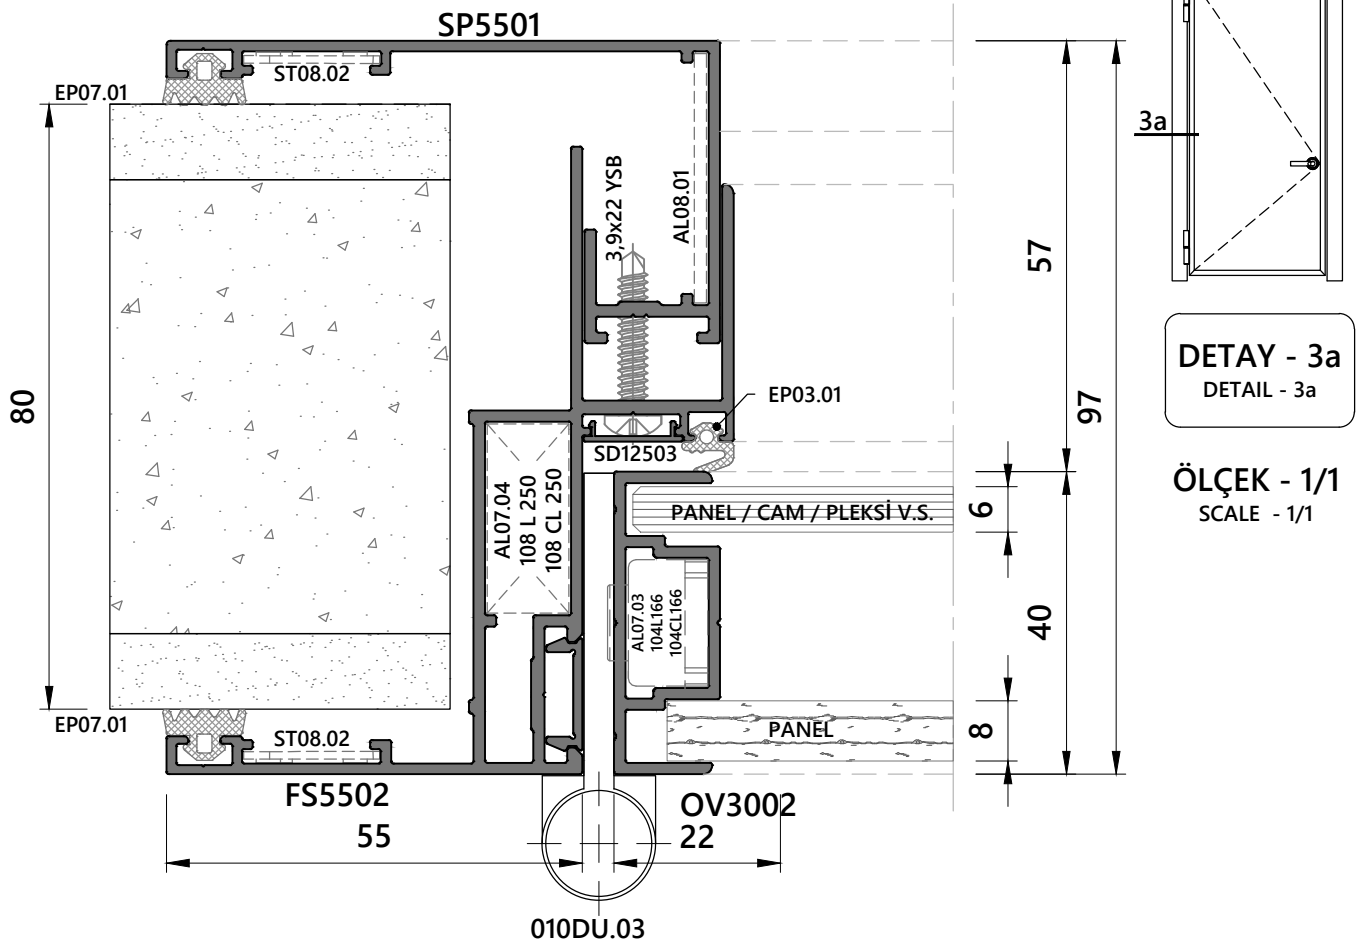 SP5501
ST08.02
EP07.01
3a
3,9x22 YSB
AL08.01
57
DETAY - 3a
DETAIL - 3a
80
97
EP03.01
SD12503
ÖLÇEK - 1/1
SCALE - 1/1
AL07.04
108 L 250
108 CL 250
PANEL / CAM / PLEKSİ V.S.
6
AL07.03
104L166
104CL166
40
EP07.01
ST08.02
PANEL
8
FS5502
OV3002
55
22
010DU.03